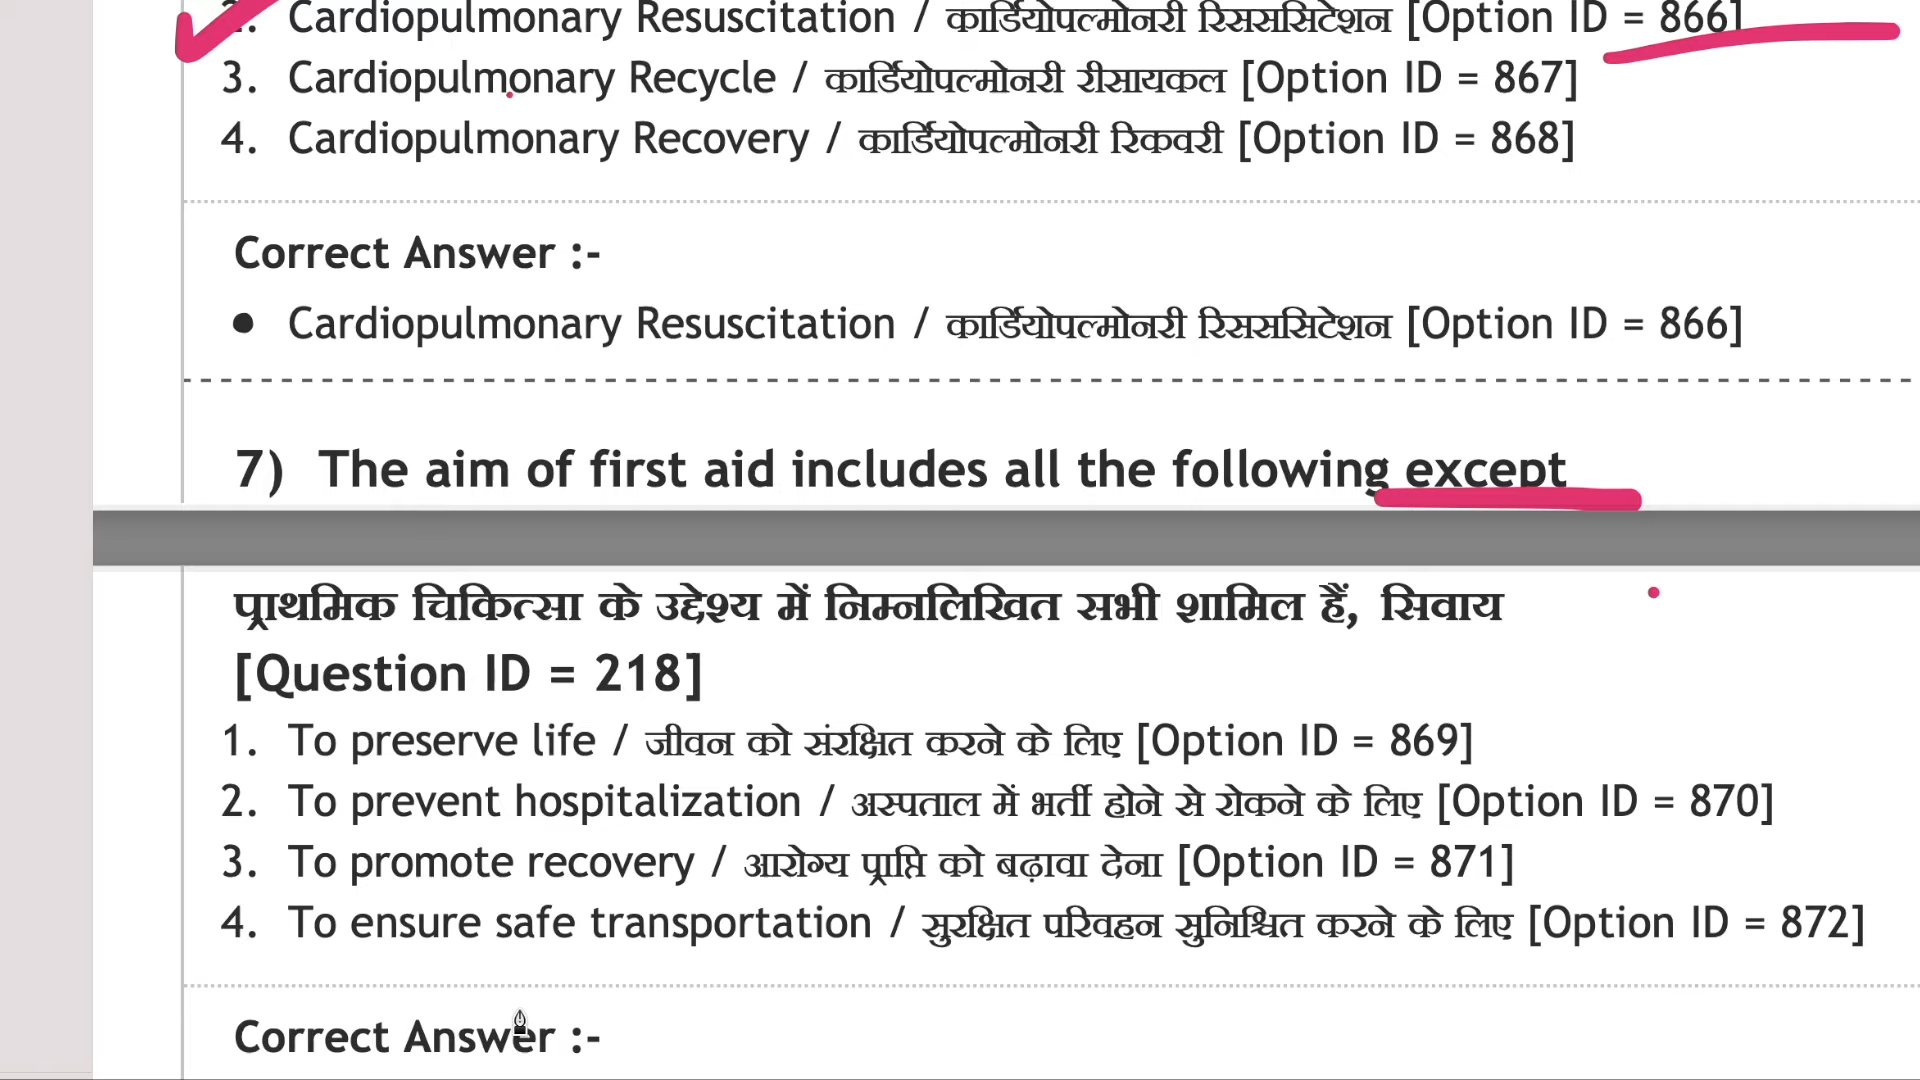 2. Cardiopulmonary Resuscitation / कार्डियोपल्मोनरी रिसससिटेशन [Option ID = 866]
3. Cardiopulmonary Recycle / कार्डियोपल्मोनरी रीसायकल [Option ID = 867]
4. Cardiopulmonary Recovery / कार्डियोपल्मोनरी रिकवरी [Option ID = 868]
Correct Answer :-
● Cardiopulmonary Resuscitation / कार्डियोपल्मोनरी रिसससिटेशन [Option ID = 866]
7) The aim of first aid includes all the following except
प्राथमिक चिकित्सा के उद्देश्य में निम्नलिखित सभी शामिल हैं, सिवाय
[Question ID = 218]
1. To preserve life / जीवन को संरक्षित करने के लिए [Option ID = 869]
2. To prevent hospitalization / अस्पताल में भर्ती होने से रोकने के लिए [Option ID = 870]
3. To promote recovery / आरोग्य प्राप्ति को बढ़ावा देना [Option ID = 871]
4. To ensure safe transportation / सुरक्षित परिवहन सुनिश्चित करने के लिए [Option ID = 872]
Correct Answer :-